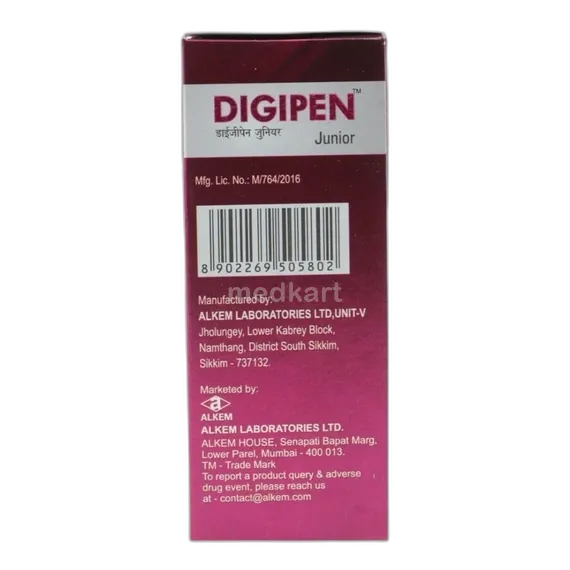 DIGIPEN™
डाईजीपेन जुनियर
Junior
Mfg. Lic. No.: M/764/2016
8 902269 505802
medkart
Manufactured by:
ALKEM LABORATORIES LTD,UNIT-V
Jholungey, Lower Kabrey Block,
Namthang, District South Sikkim,
Sikkim - 737132.
Marketed by:
ALKEM
ALKEM LABORATORIES LTD.
ALKEM HOUSE, Senapati Bapat Marg,
Lower Parel, Mumbai - 400 013.
TM - Trade Mark
To report a product query & adverse
drug event, please reach us
at - contact@alkem.com